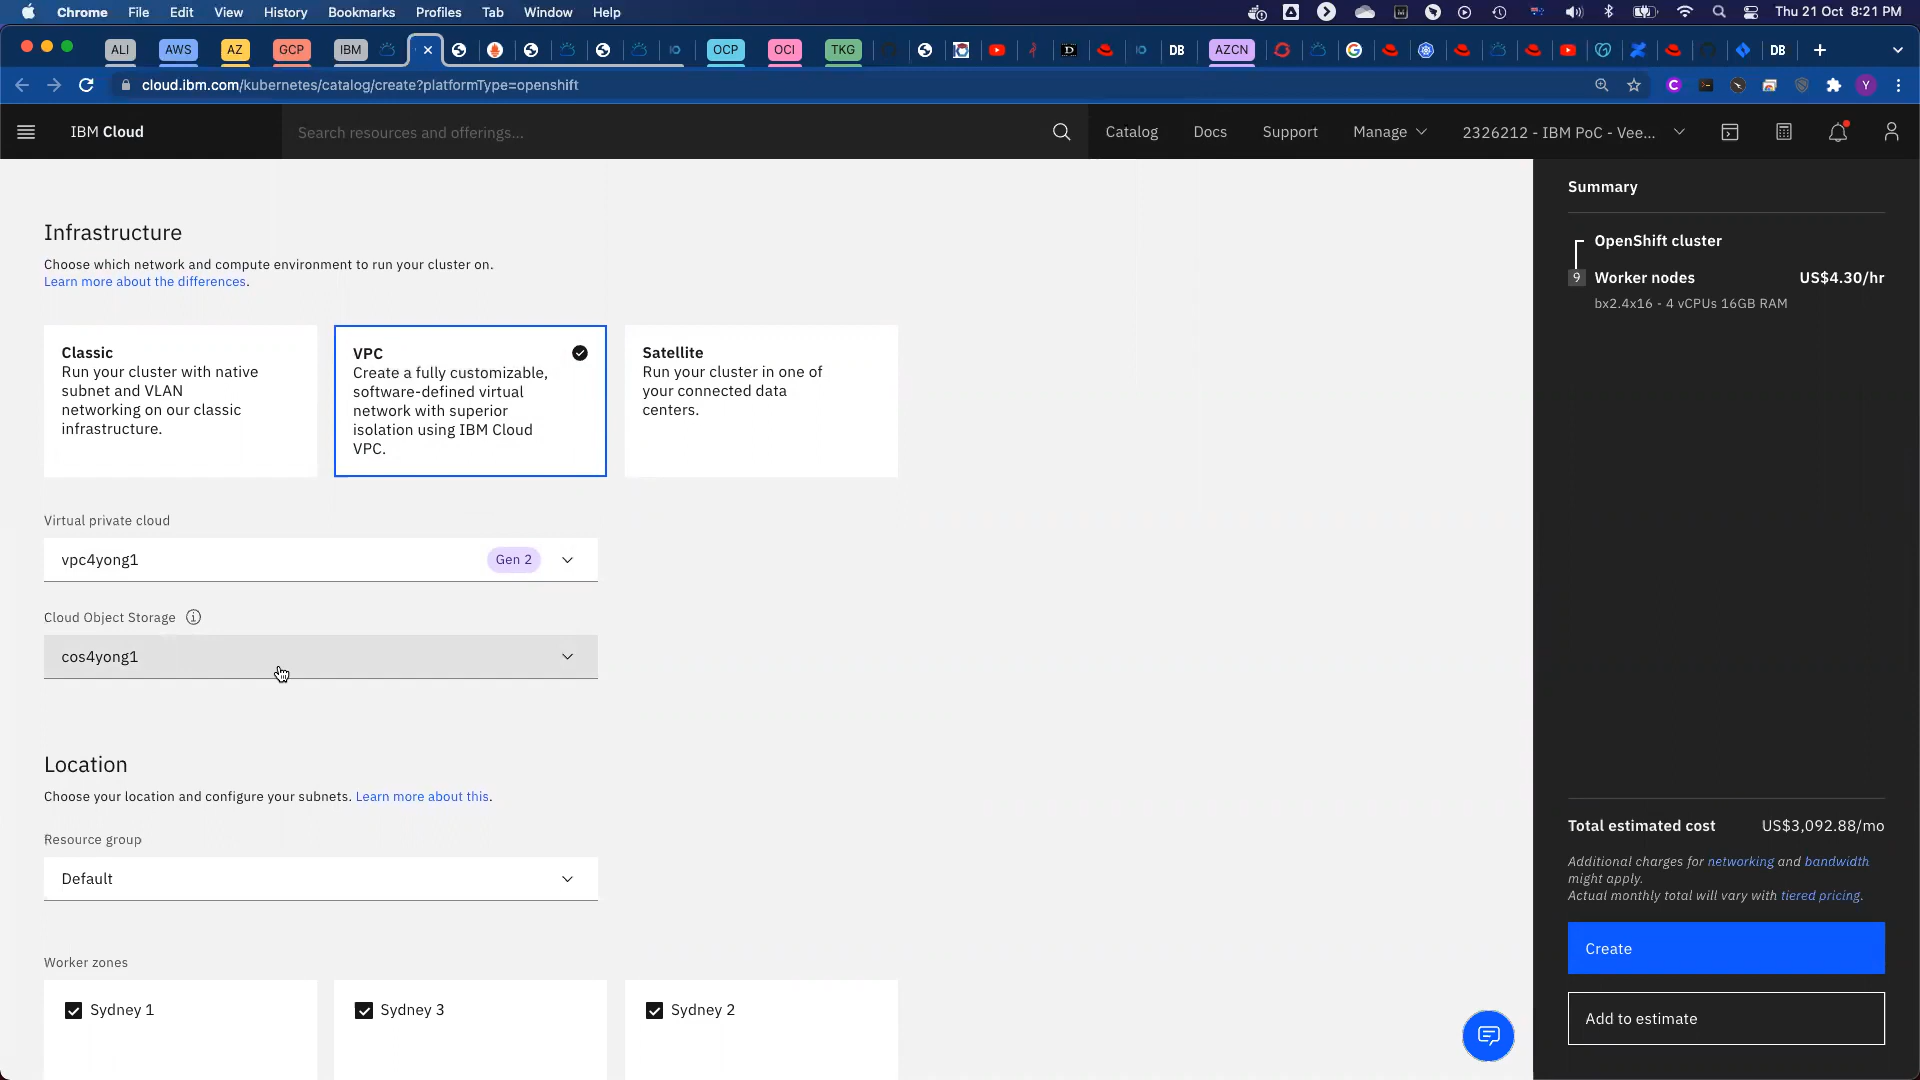 Chrome File Edit View History Bookmarks Profiles Tab Window Help Thu 21 Oct 8:21 PM
ALI AWS AZ GCP IBM OCP OCI TKG DB AZCN DB
cloud.ibm.com/kubernetes/catalog/create?platformType=openshift
IBM Cloud Search resources and offerings... Catalog Docs Support Manage 2326212 - IBM PoC - Vee...
Infrastructure
Choose which network and compute environment to run your cluster on.
Learn more about the differences.
Classic
Run your cluster with native
subnet and VLAN
networking on our classic
infrastructure.
VPC
Create a fully customizable,
software-defined virtual
network with superior
isolation using IBM Cloud
VPC.
Satellite
Run your cluster in one of
your connected data
centers.
Virtual private cloud
vpc4yong1 Gen 2
Cloud Object Storage
cos4yong1
Location
Choose your location and configure your subnets. Learn more about this.
Resource group
Default
Worker zones
Sydney 1 Sydney 3 Sydney 2
Summary
OpenShift cluster
9 Worker nodes US$4.30/hr
bx2.4x16 - 4 vCPUs 16GB RAM
Total estimated cost US$3,092.88/mo
Additional charges for networking and bandwidth
might apply.
Actual monthly total will vary with tiered pricing.
Create
Add to estimate